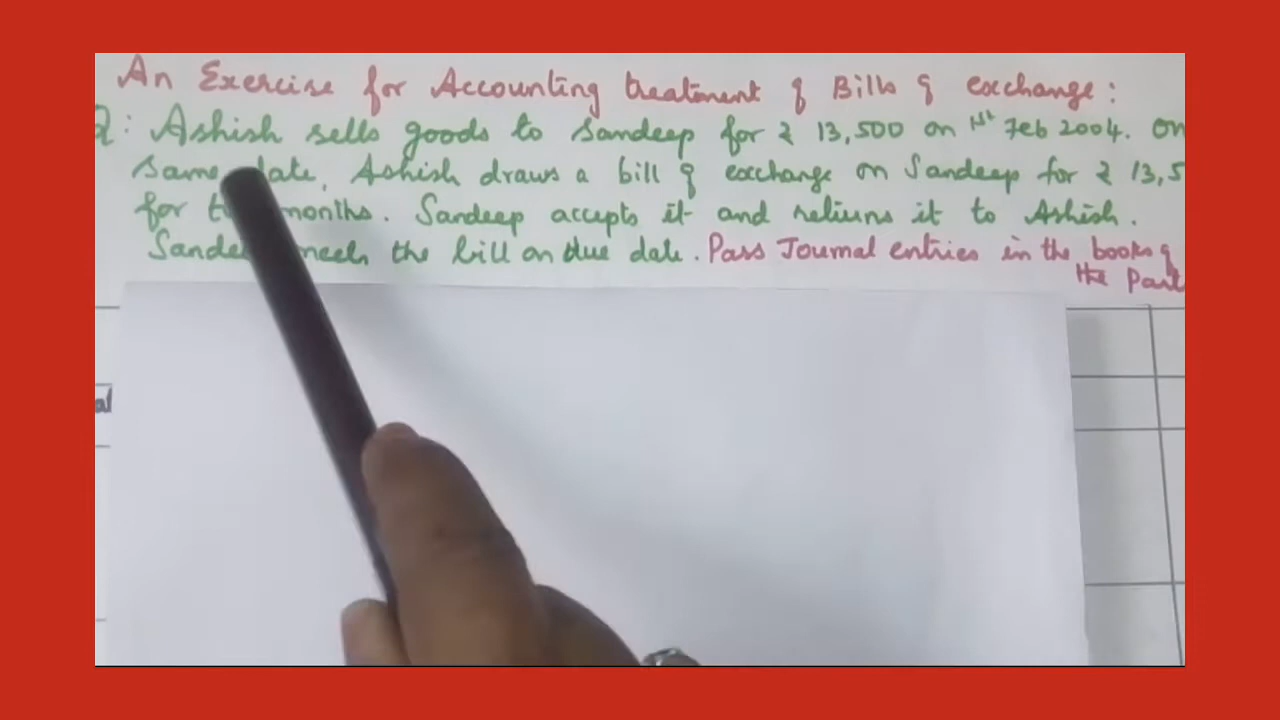 An Exercise for Accounting treatment of Bills of exchange:
Q: Ashish sells goods to Sandeep for ₹ 13,500 on 1st Feb 2004. On
same date, Ashish draws a bill of exchange on Sandeep for ₹ 13,5
for months. Sandeep accepts it and returns it to Ashish.
the bill on due date. Pass Journal entries in the books of
the Part